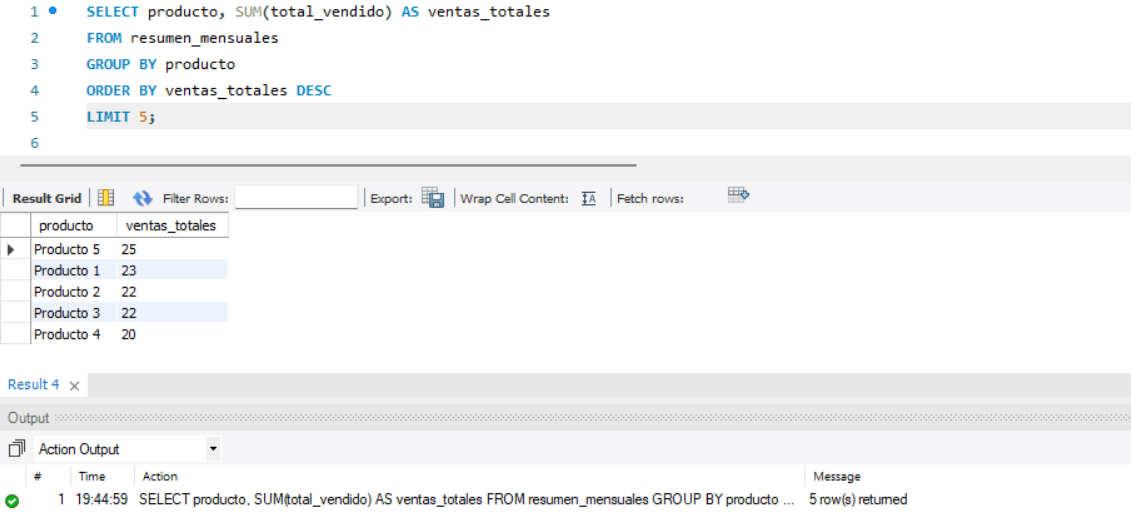 1 SELECT producto, SUM(total_vendido) AS ventas_totales
2 FROM resumen_mensuales
3 GROUP BY producto
4 ORDER BY ventas_totales DESC
5 LIMIT 5;
6
Result Grid Filter Rows: Export: Wrap Cell Content: IA Fetch rows:
producto ventas_totales
Producto 5 25
Producto 1 23
Producto 2 22
Producto 3 22
Producto 4 20
Result 4 ×
Output
Action Output
# Time Action Message
1 19:44:59 SELECT producto, SUM(total_vendido) AS ventas_totales FROM resumen_mensuales GROUP BY producto ... 5 row(s) returned